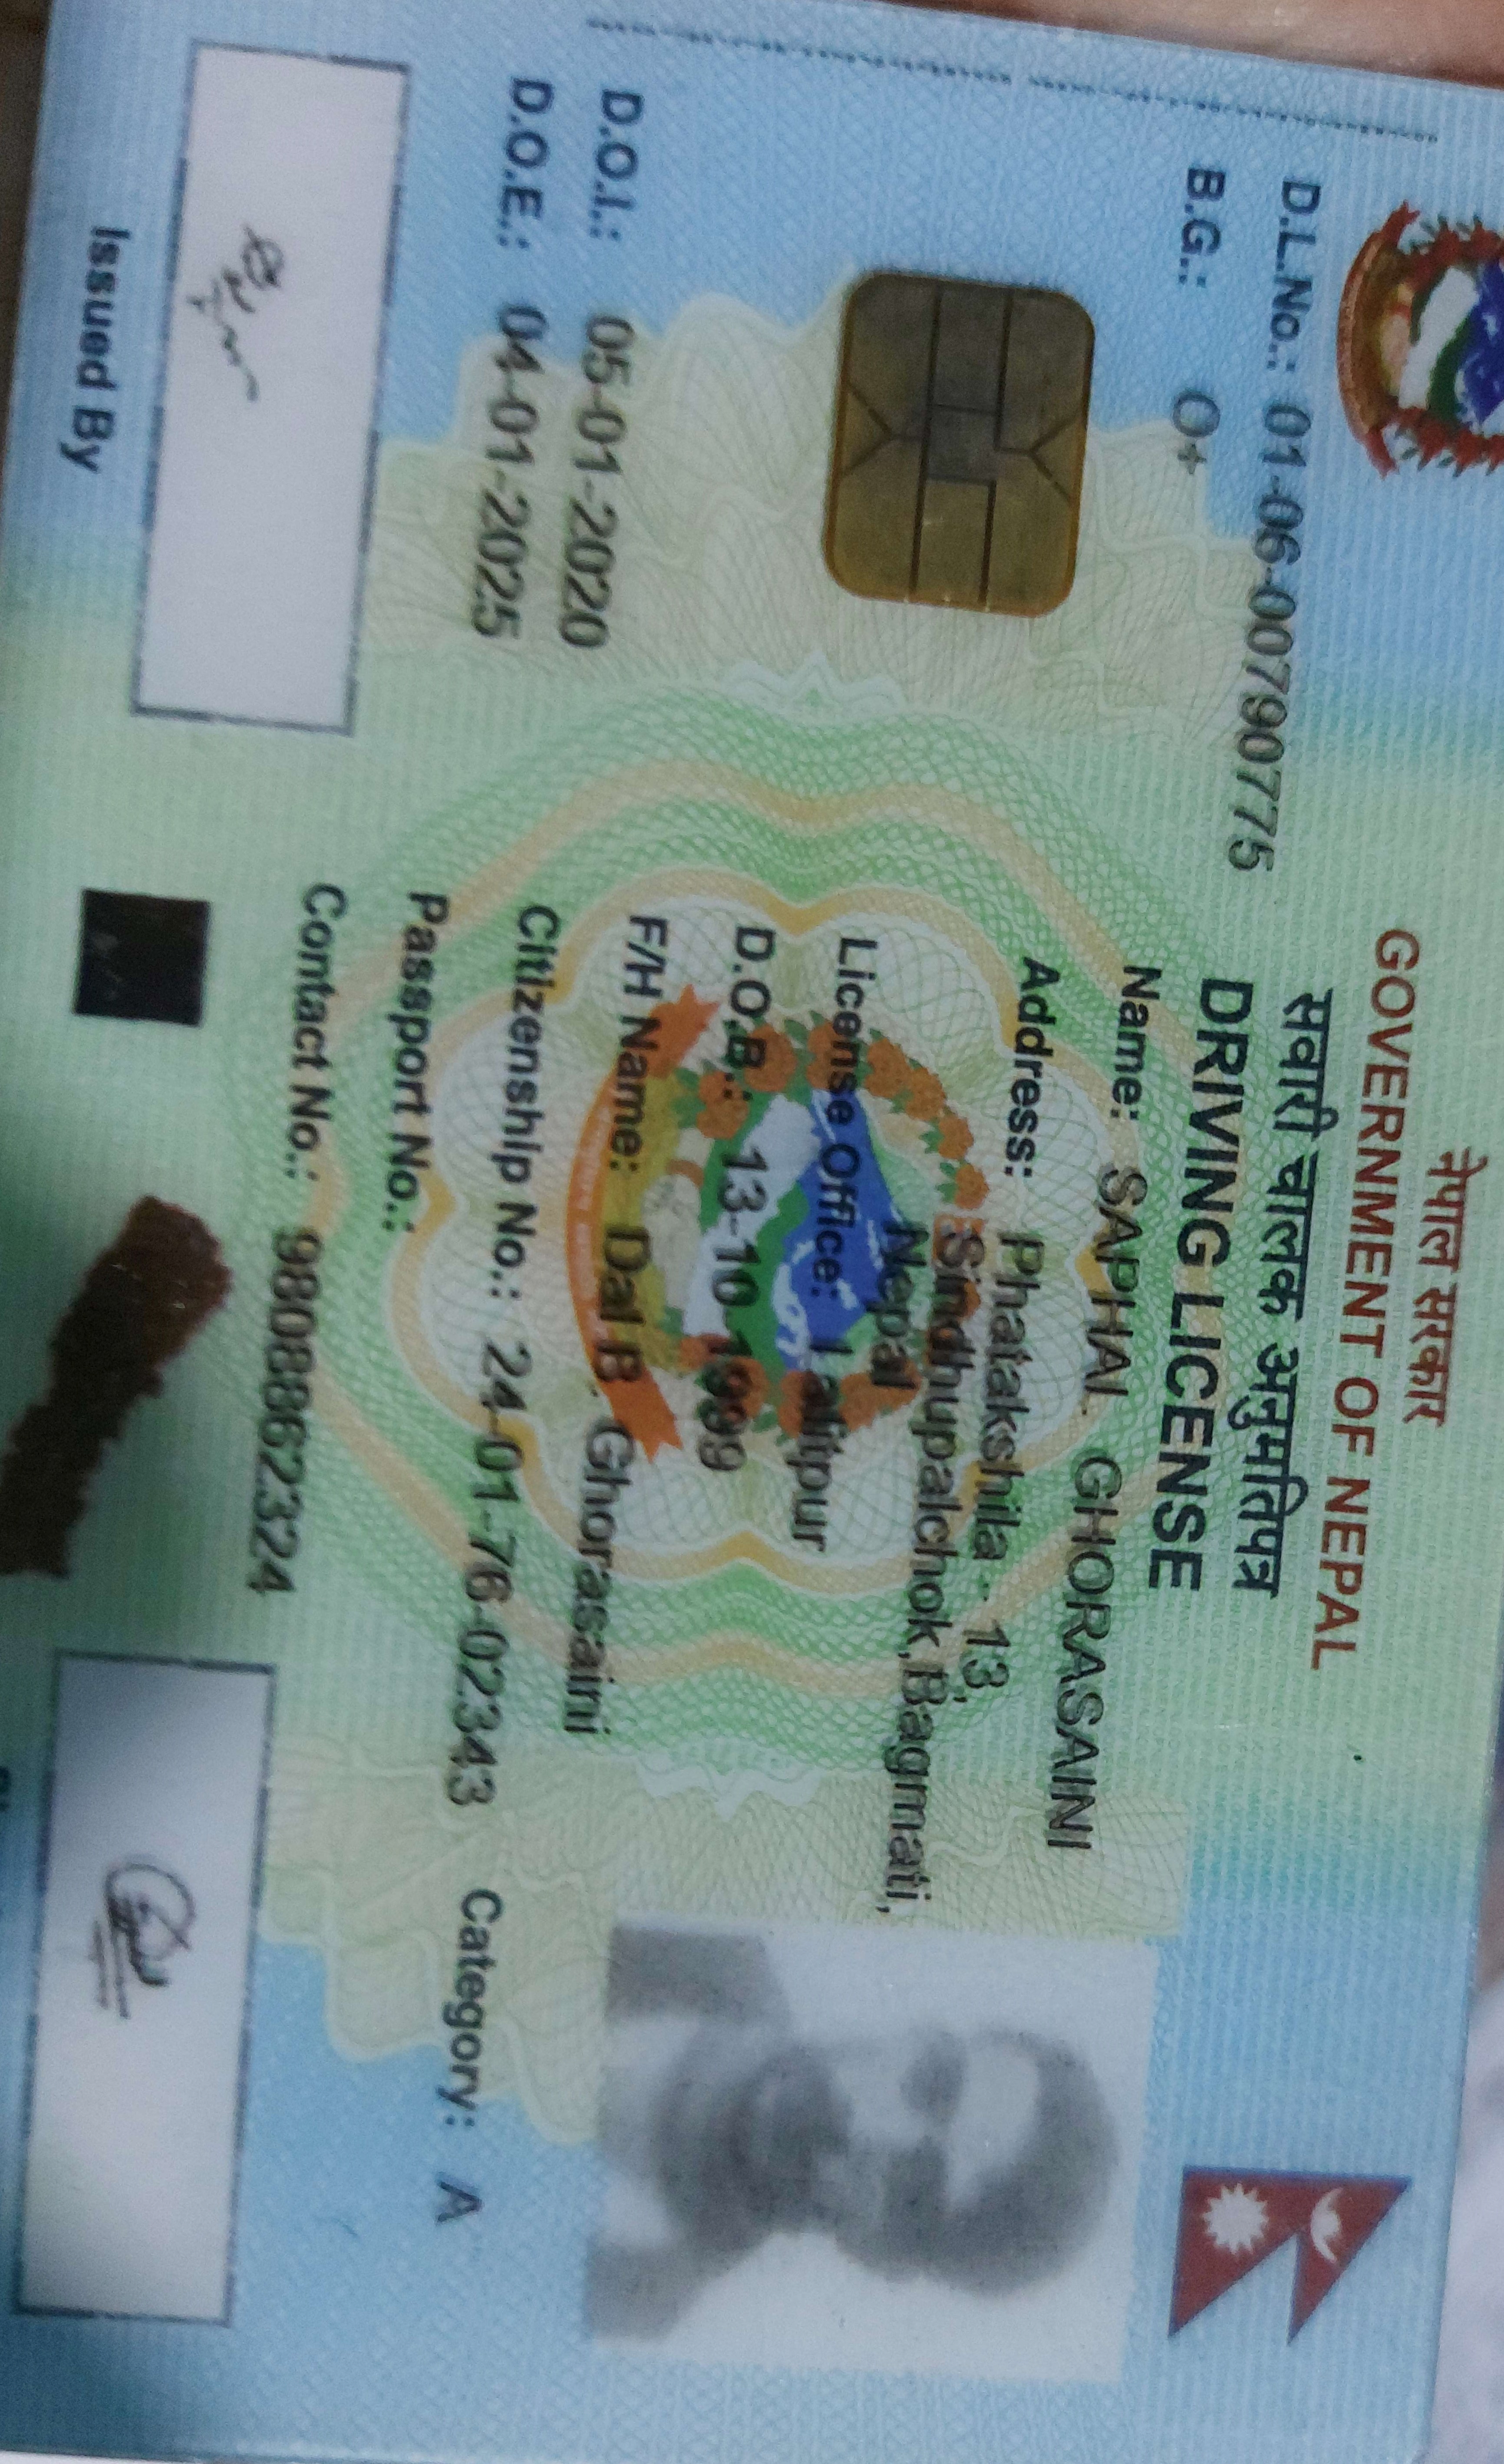 नेपाल सरकार
GOVERNMENT OF NEPAL
सवारी चालक अनुमतिपत्र
DRIVING LICENSE
D.L.No.: 01-06-00790775
B.G.: O+
Name: SAPHAL GHORASAINI
Address: Phatakshila - 13,
Sindhupalchok,Bagmati,
Nepal
License Office: Lalitpur
D.O.B.: 13-10-1999
F/H Name: Dal B. Ghorasaini
Citizenship No.: 24-01-76-02343
Category: A
Passport No.:
Contact No.: 9808862324
D.O.I.: 05-01-2020
D.O.E.: 04-01-2025
Issued By